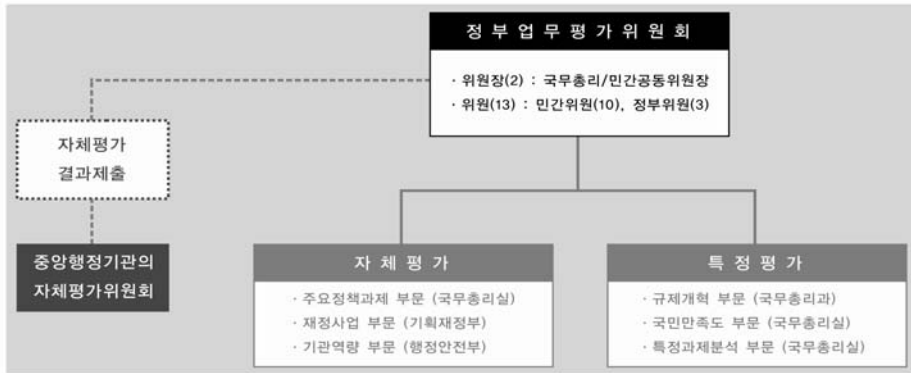 정부업무평가위원회
· 위원장(2) : 국무총리/민간공동위원장
· 위원(13) : 민간위원(10), 정부위원(3)
자체평가
결과제출
중앙행정기관의
자체평가위원회
자체평가
· 주요정책과제 부문 (국무총리실)
· 재정사업 부문 (기획재정부)
· 기관역량 부문 (행정안전부)
특정평가
· 규제개혁 부문 (국무총리과)
· 국민만족도 부문 (국무총리실)
· 특정과제분석 부문 (국무총리실)